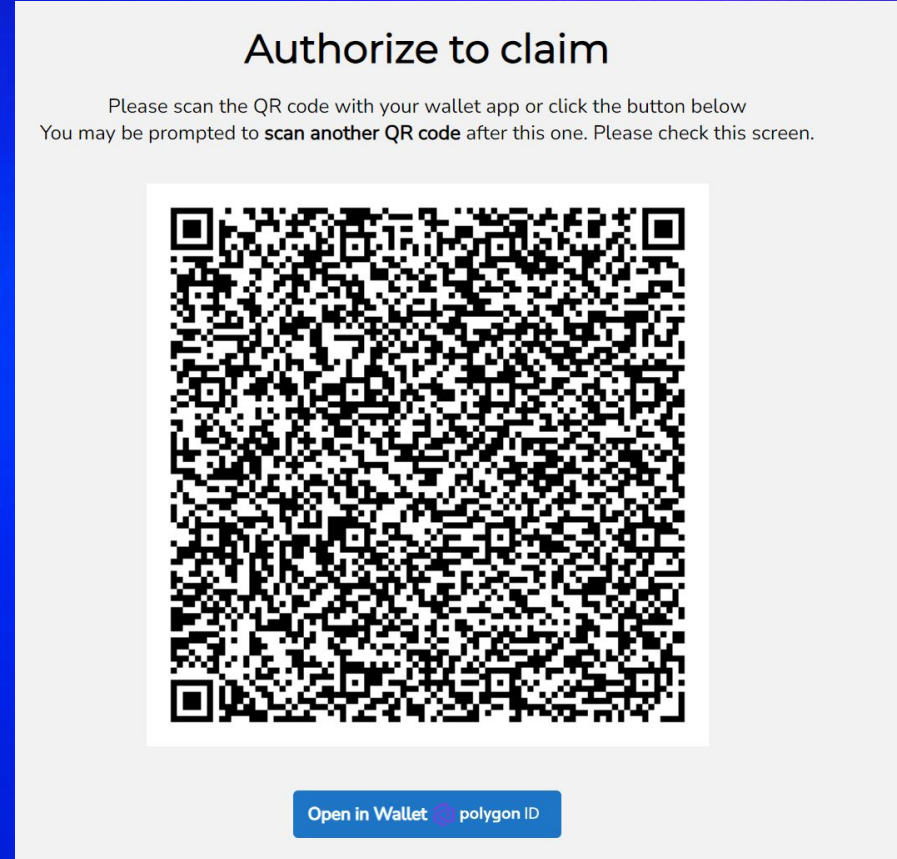 Authorize to claim
Please scan the QR code with your wallet app or click the button below
You may be prompted to scan another QR code after this one. Please check this screen.
Open in Wallet polygon ID